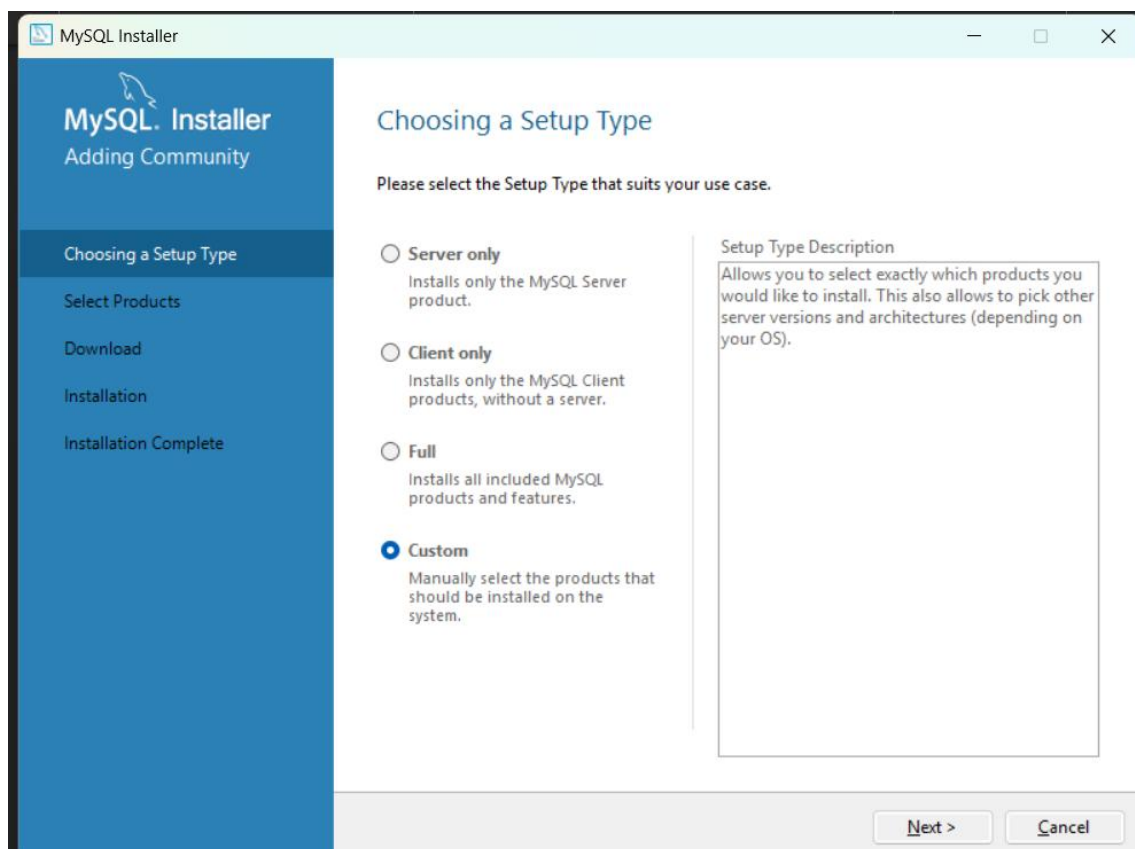 MySQL Installer
MySQL. Installer
Adding Community
Choosing a Setup Type
Select Products
Download
Installation
Installation Complete
Choosing a Setup Type
Please select the Setup Type that suits your use case.
Server only
Installs only the MySQL Server
product.
Client only
Installs only the MySQL Client
products, without a server.
Full
Installs all included MySQL
products and features.
Custom
Manually select the products that
should be installed on the
system.
Setup Type Description
Allows you to select exactly which products you
would like to install. This also allows to pick other
server versions and architectures (depending on
your OS).
Next >
Cancel